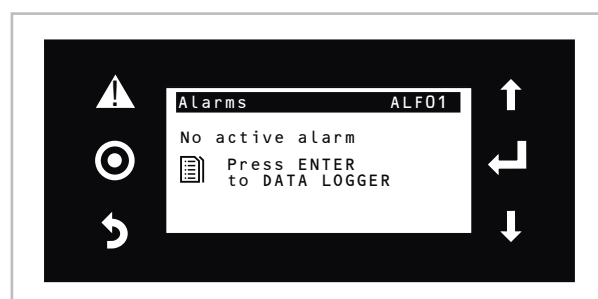 Alarms ALF01
No active alarm
Press ENTER
to DATA LOGGER